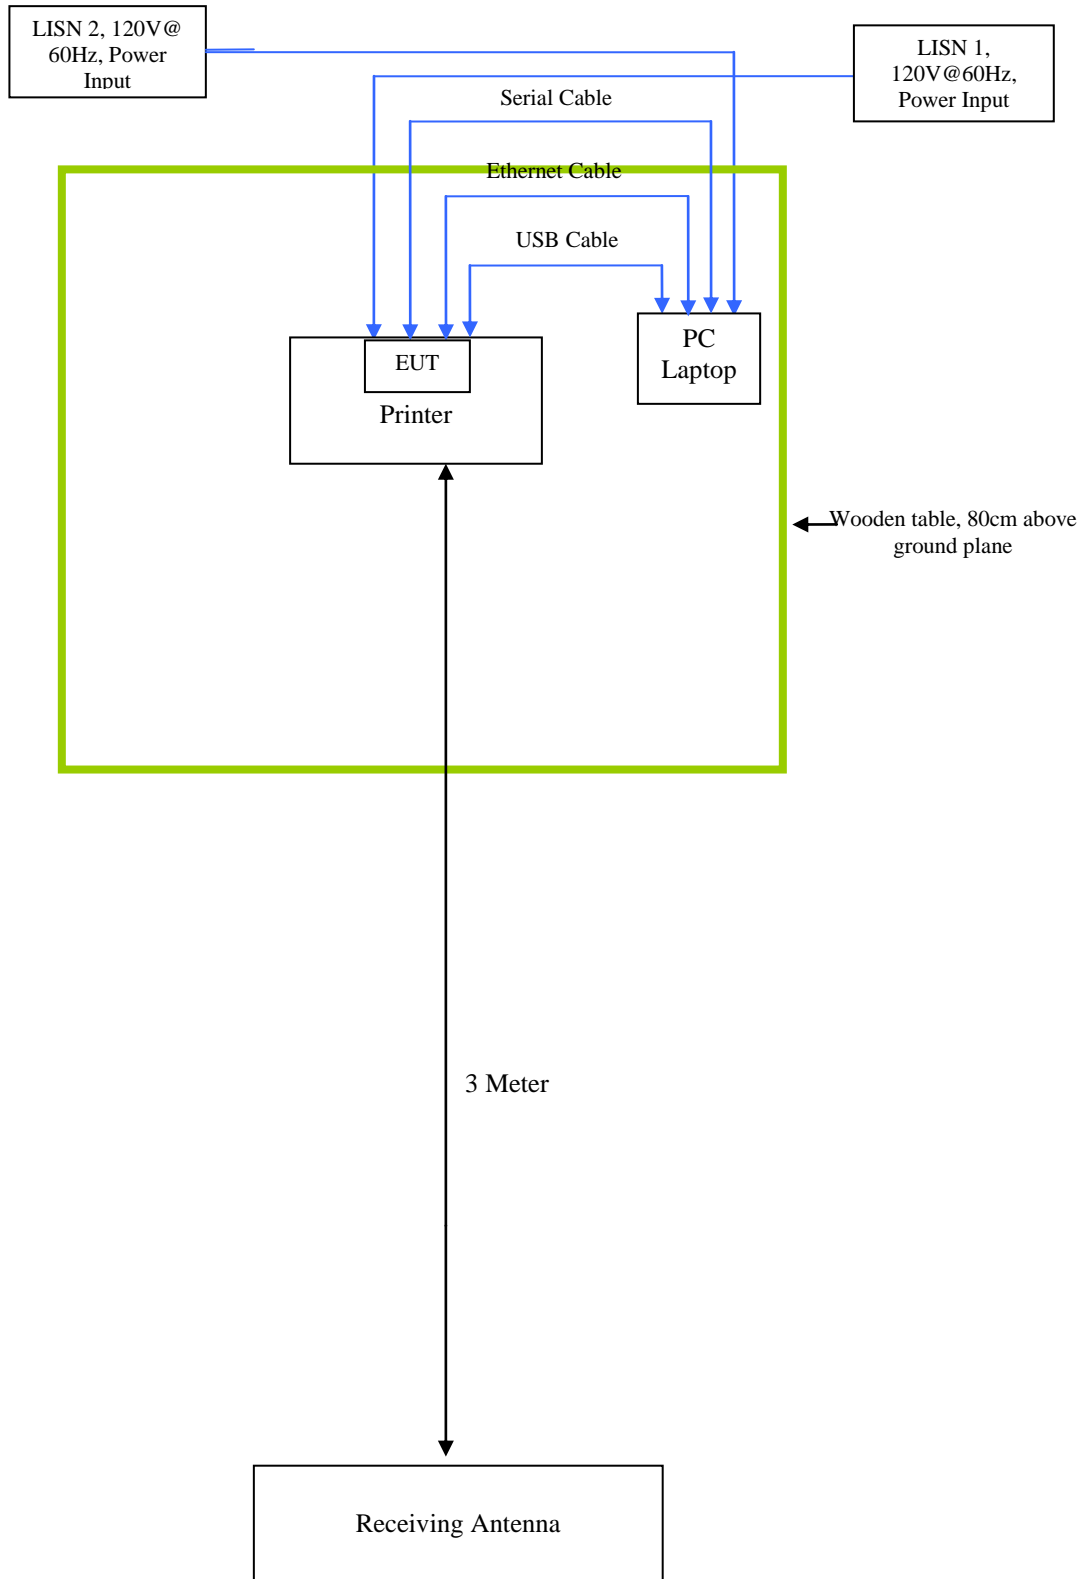 LISN 2, 120V@
60Hz, Power
Input
LISN 1,
120V@60Hz,
Power Input
Serial Cable
Ethernet Cable
USB Cable
EUT
Printer
PC
Laptop
Wooden table, 80cm above
ground plane
3 Meter
Receiving Antenna